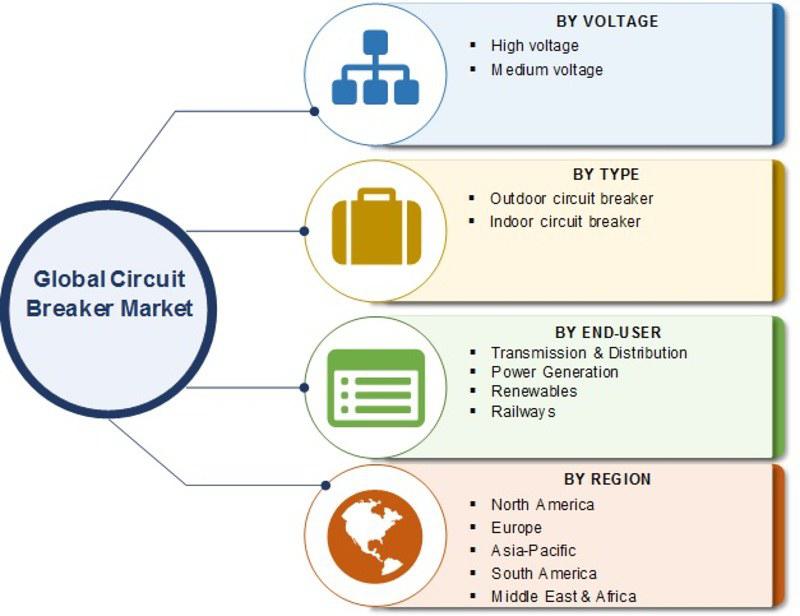 Global Circuit
Breaker Market
BY VOLTAGE
▪ High voltage
▪ Medium voltage
BY TYPE
▪ Outdoor circuit breaker
▪ Indoor circuit breaker
BY END-USER
▪ Transmission & Distribution
▪ Power Generation
▪ Renewables
▪ Railways
BY REGION
▪ North America
▪ Europe
▪ Asia-Pacific
▪ South America
▪ Middle East & Africa